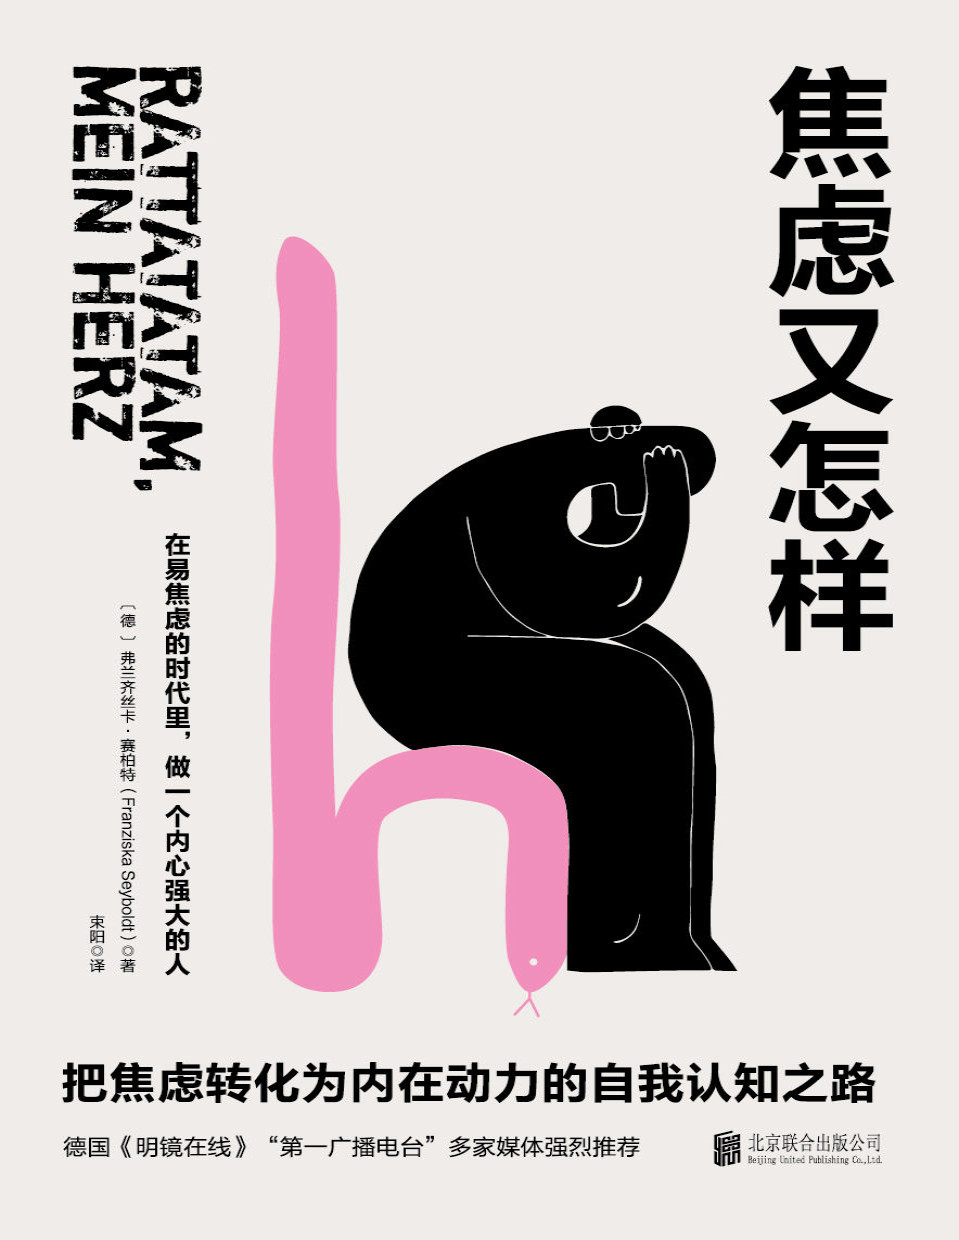 焦虑又怎样
RATTATATAM,
MEIN HERZ
在易焦虑的时代里，做一个内心强大的人
〔德〕弗兰齐丝卡·赛柏特（Franziska Seyboldt）◎著
束阳◎译
把焦虑转化为内在动力的自我认知之路
德国《明镜在线》“第一广播电台”多家媒体强烈推荐
北京联合出版公司
Beijing United Publishing Co.,Ltd.